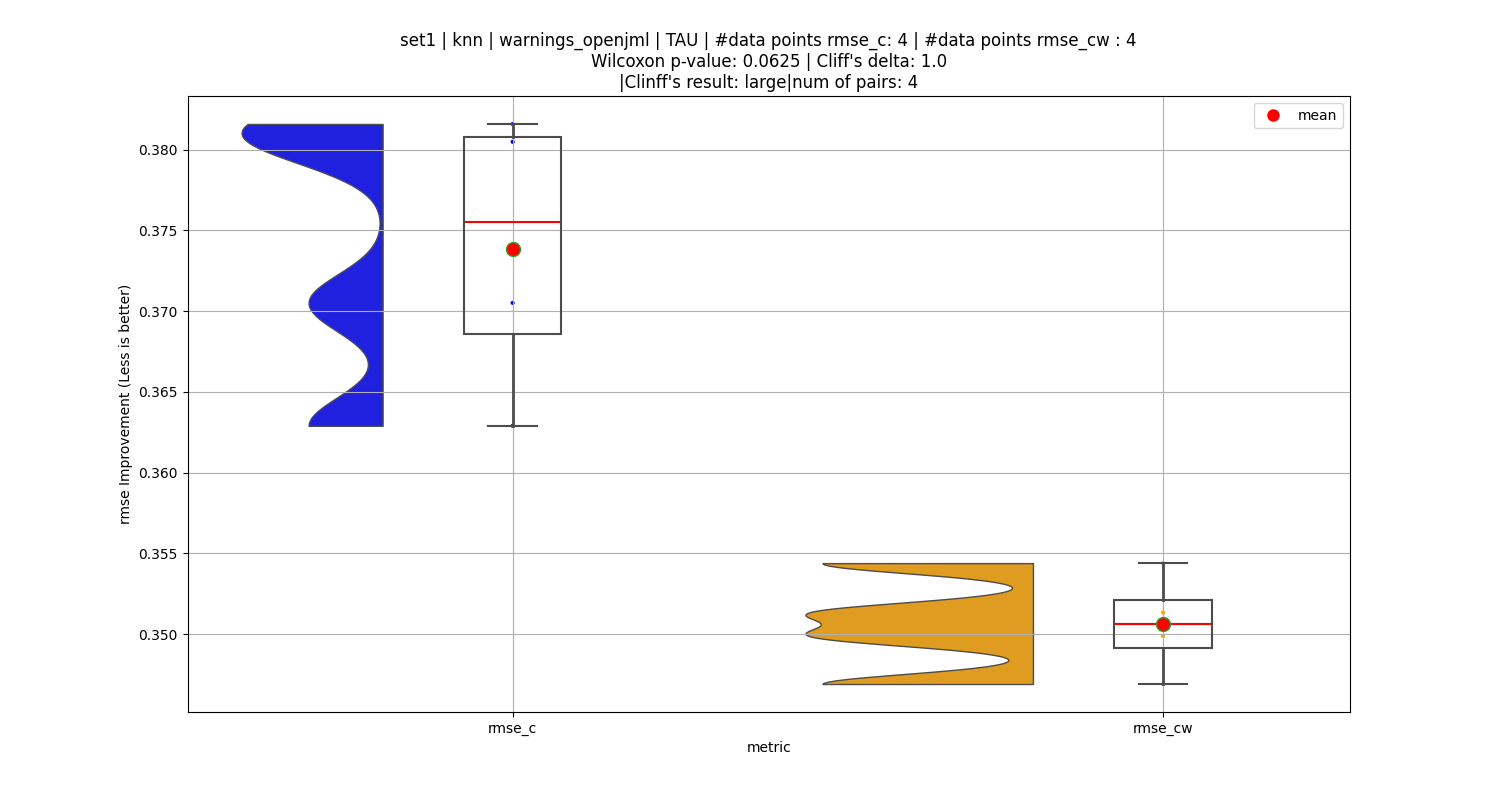 set1 | knn | warnings_openjml | TAU | #data points rmse_c: 4 | #data points rmse_cw : 4
Wilcoxon p-value: 0.0625 | Cliff's delta: 1.0
|Clinff's result: large|num of pairs: 4
mean
0.380
0.375
0.370
0.365
0.360
0.355
0.350
rmse Improvement (Less is better)
rmse_c
rmse_cw
metric